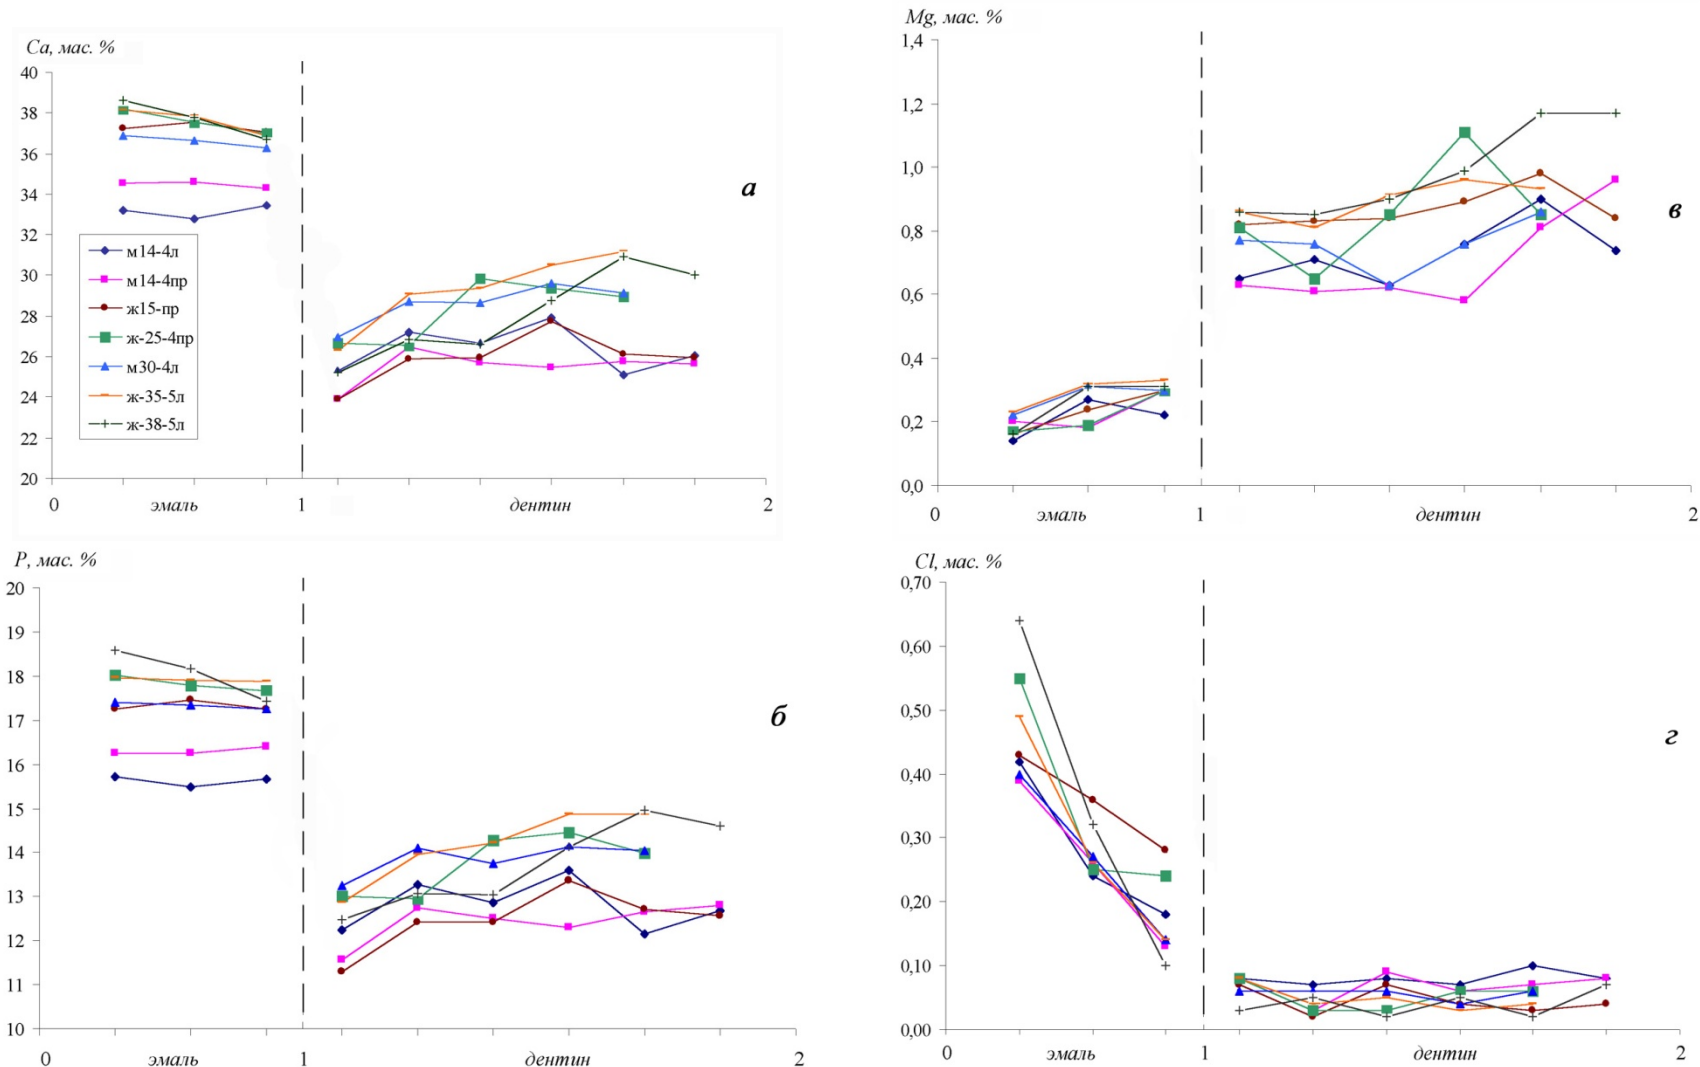 Ca, мас. %
40
38
36
34
32
30
28
26
24
22
20
а
м14-4л
м14-4пр
ж15-пр
ж-25-4пр
м30-4л
ж-35-5л
ж-38-5л
0 эмаль 1 дентин 2
Mg, мас. %
1,4
1,2
1,0
0,8
0,6
0,4
0,2
0,0
в
0 эмаль 1 дентин 2
P, мас. %
20
19
18
17
16
15
14
13
12
11
10
б
0 эмаль 1 дентин 2
Cl, мас. %
0,70
0,60
0,50
0,40
0,30
0,20
0,10
0,00
г
0 эмаль 1 дентин 2